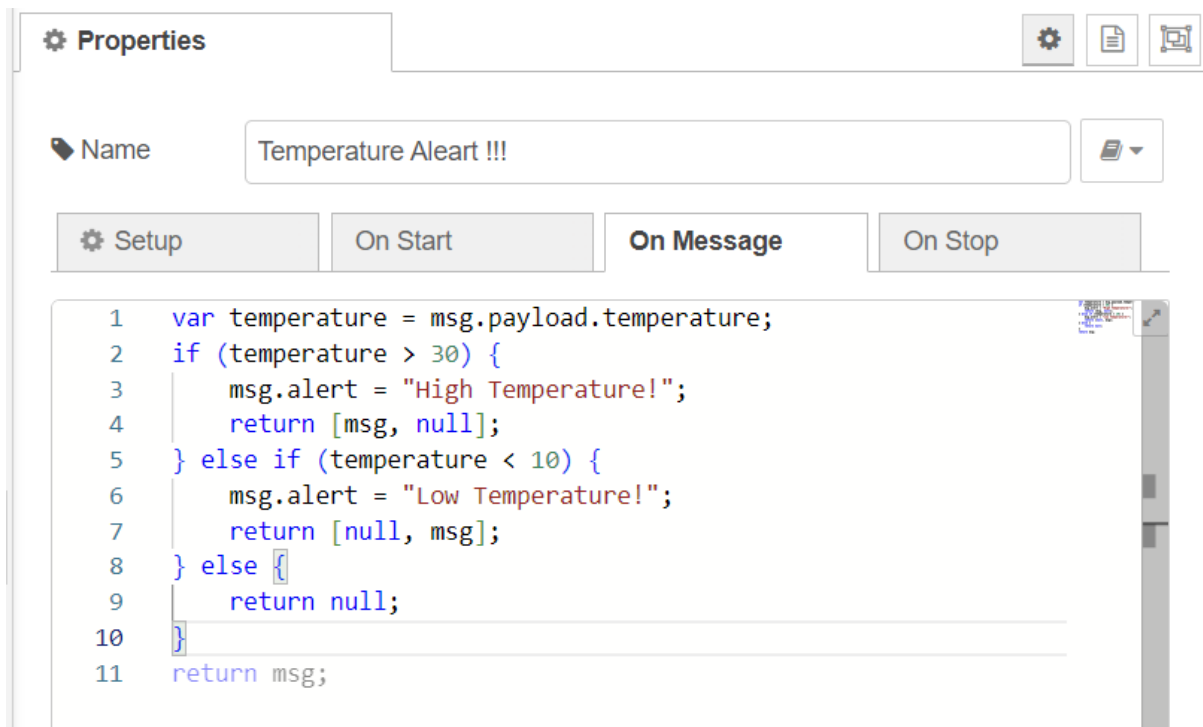 Properties
Name
Temperature Aleart !!!
Setup
On Start
On Message
On Stop
1 var temperature = msg.payload.temperature;
2 if (temperature > 30) {
3 msg.alert = "High Temperature!";
4 return [msg, null];
5 } else if (temperature < 10) {
6 msg.alert = "Low Temperature!";
7 return [null, msg];
8 } else {
9 return null;
10 }
11 return msg;